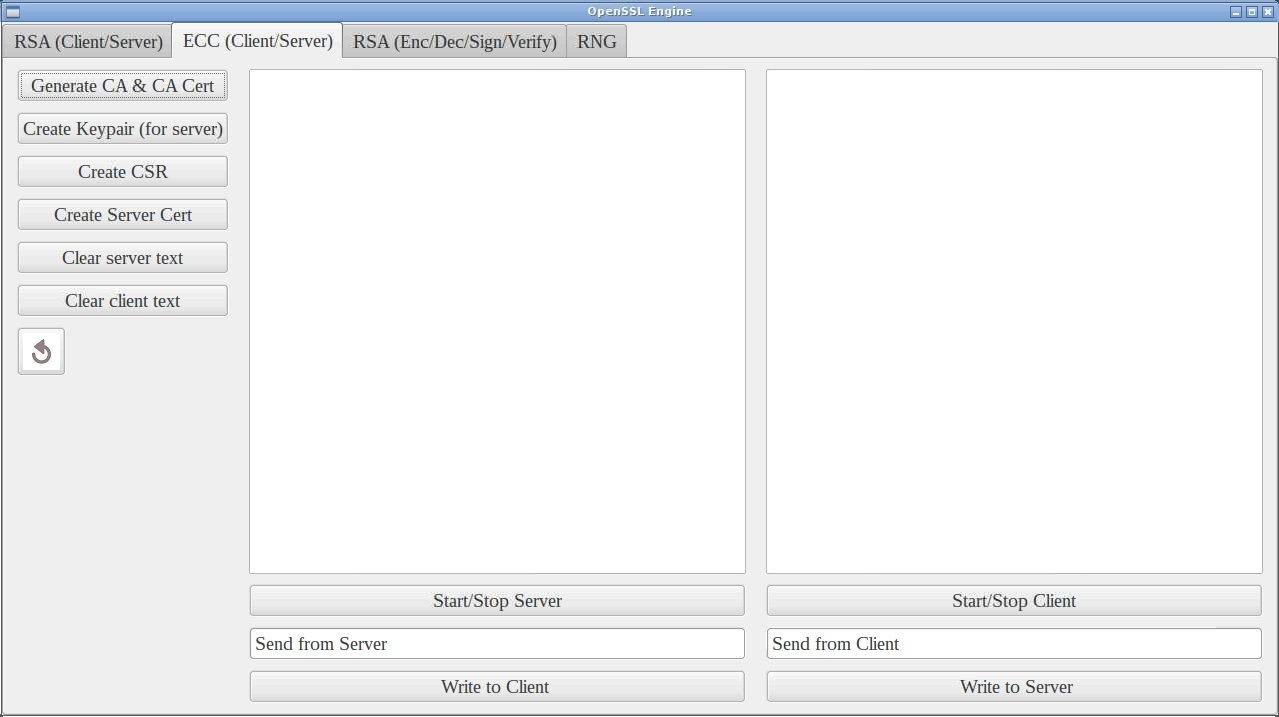 OpenSSL Engine
RSA (Client/Server)
ECC (Client/Server)
RSA (Enc/Dec/Sign/Verify)
RNG
Generate CA & CA Cert
Create Keypair (for server)
Create CSR
Create Server Cert
Clear server text
Clear client text
Start/Stop Server
Start/Stop Client
Send from Server
Send from Client
Write to Client
Write to Server